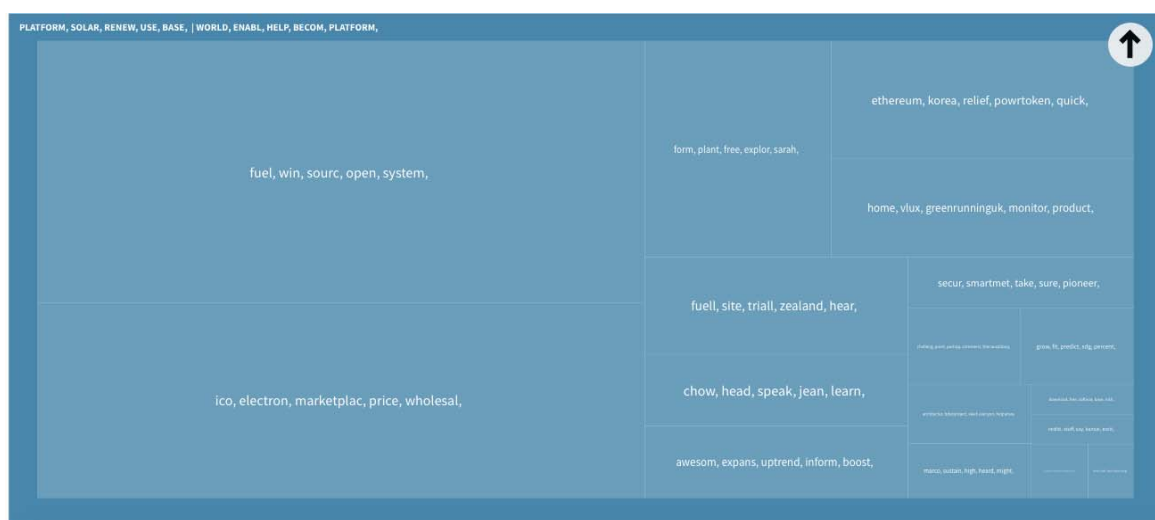 PLATFORM, SOLAR, RENEW, USE, BASE, | WORLD, ENABL, HELP, BECOM, PLATFORM,
fuel, win, sourc, open, system,
ico, electron, marketplac, price, wholesal,
form, plant, free, explor, sarah,
ethereum, korea, relief, powrtoken, quick,
home, vlux, greenrunninguk, monitor, product,
fuell, site, triall, zealand, hear,
chow, head, speak, jean, learn,
awesom, expans, uptrend, inform, boost,
secur, smartmet, take, sure, pioneer,
grow, fit, predict, sdg, percent,
marco, sustain, high, heard, might,